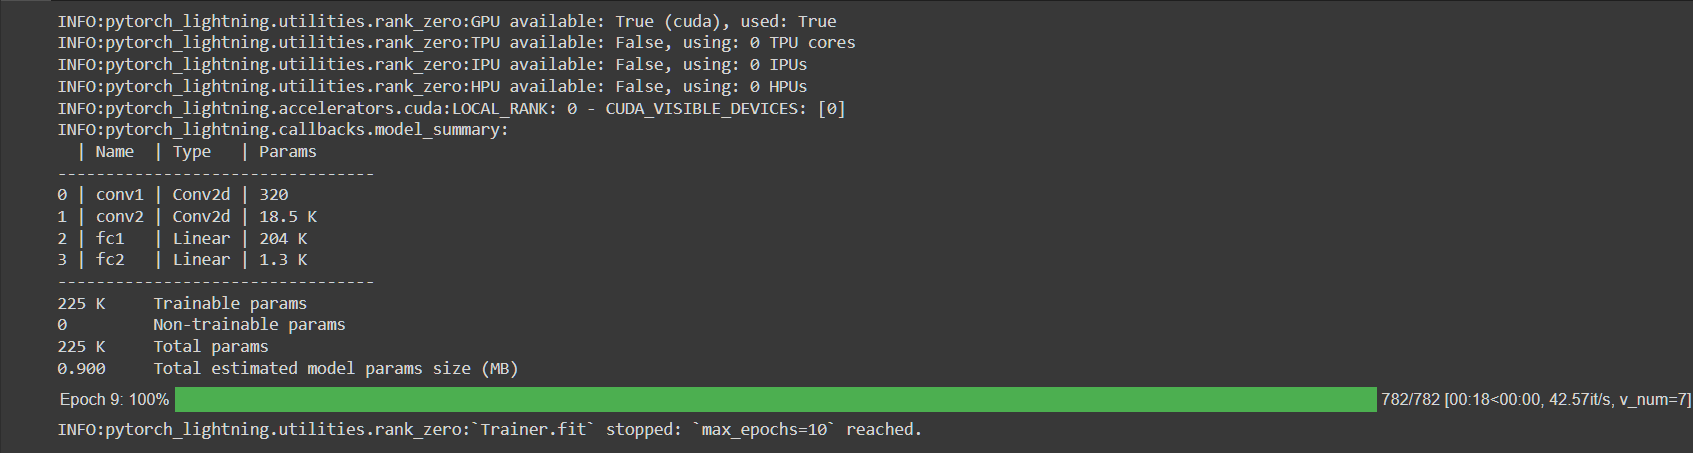 INFO:pytorch_lightning.utilities.rank_zero:GPU available: True (cuda), used: True
INFO:pytorch_lightning.utilities.rank_zero:TPU available: False, using: 0 TPU cores
INFO:pytorch_lightning.utilities.rank_zero:IPU available: False, using: 0 IPUs
INFO:pytorch_lightning.utilities.rank_zero:HPU available: False, using: 0 HPUs
INFO:pytorch_lightning.accelerators.cuda:LOCAL_RANK: 0 - CUDA_VISIBLE_DEVICES: [0]
INFO:pytorch_lightning.callbacks.model_summary:
  | Name  | Type   | Params
---------------------------------
0 | conv1 | Conv2d | 320
1 | conv2 | Conv2d | 18.5 K
2 | fc1   | Linear | 204 K
3 | fc2   | Linear | 1.3 K
---------------------------------
225 K     Trainable params
0         Non-trainable params
225 K     Total params
0.900     Total estimated model params size (MB)
Epoch 9: 100% 782/782 [00:18<00:00, 42.57it/s, v_num=7]
INFO:pytorch_lightning.utilities.rank_zero:`Trainer.fit` stopped: `max_epochs=10` reached.